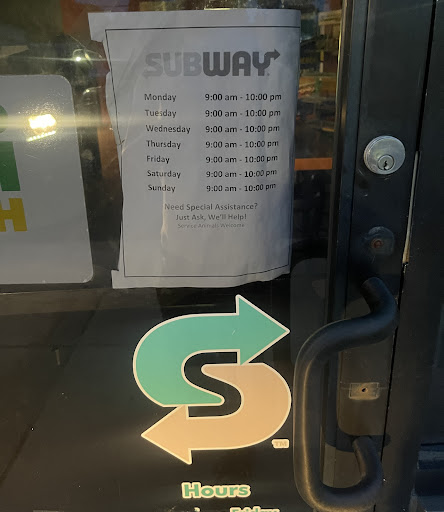 SUBWAY
Monday 9:00 am - 10:00 pm
Tuesday 9:00 am - 10:00 pm
Wednesday 9:00 am - 10:00 pm
Thursday 9:00 am - 10:00 pm
Friday 9:00 am - 10:00 pm
Saturday 9:00 am - 10:00 pm
Sunday 9:00 am - 10:00 pm
Need Special Assistance?
Just Ask, We'll Help!
Service Animals Welcome
H
S
TM
Hours